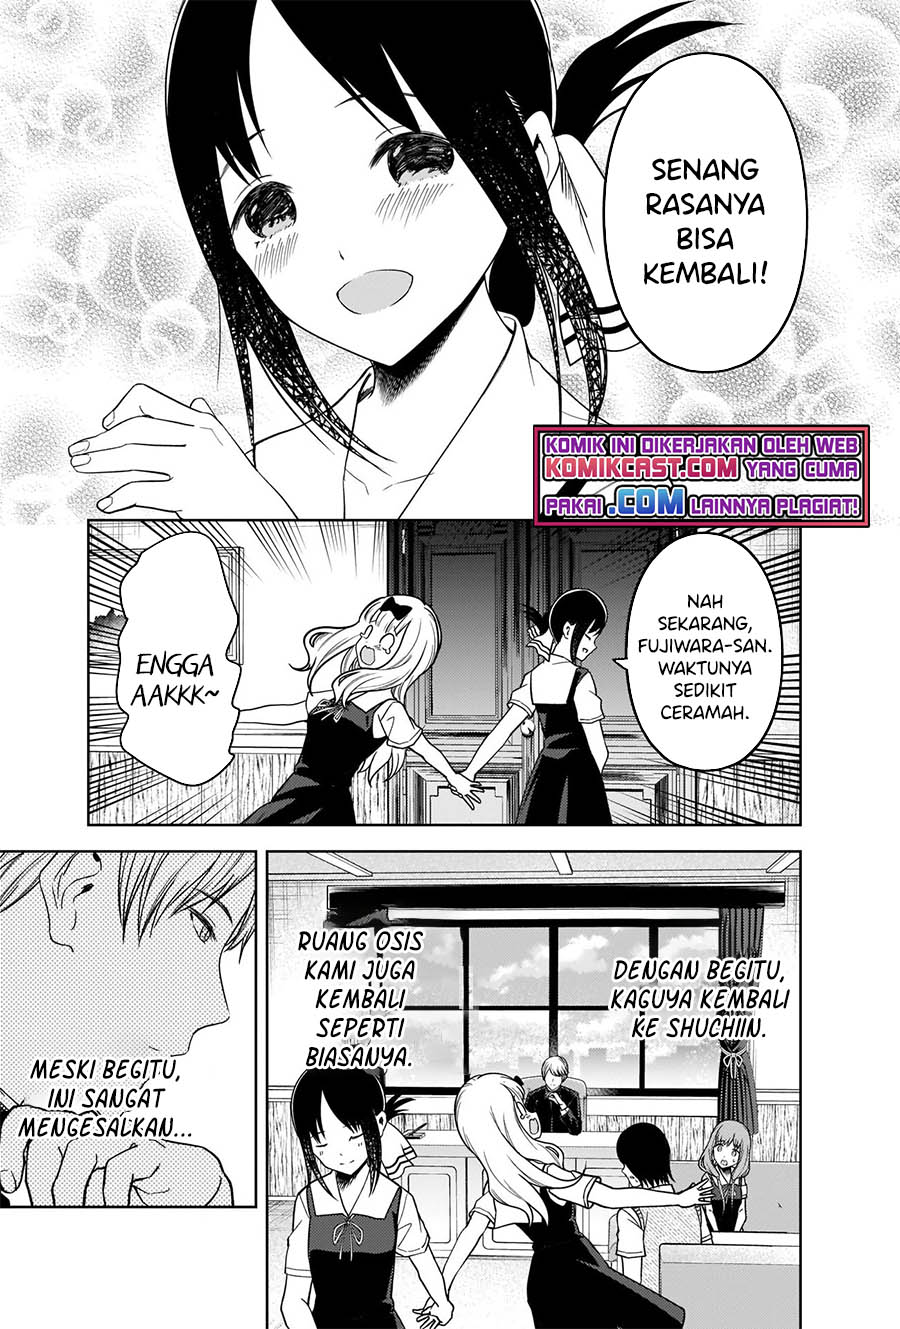 SENANG
RASANYA
BISA
KEMBALI!
KOMIK INI DIKERJAKAN OLEH WEB
KOMIKCAST.COM YANG CUMA
PAKAI .COM LAINNYA PLAGIAT!
NAH
SEKARANG,
FUJIWARA-SAN.
WAKTUNYA
SEDIKIT
CERAMAH.
ENGGA
AAKKK~
DENGAN BEGITU,
KAGUYA KEMBALI
KE SHUCHIIN.
RUANG OSIS
KAMI JUGA
KEMBALI
SEPERTI
BIASANYA.
MESKI BEGITU,
INI SANGAT
MENGESALKAN...